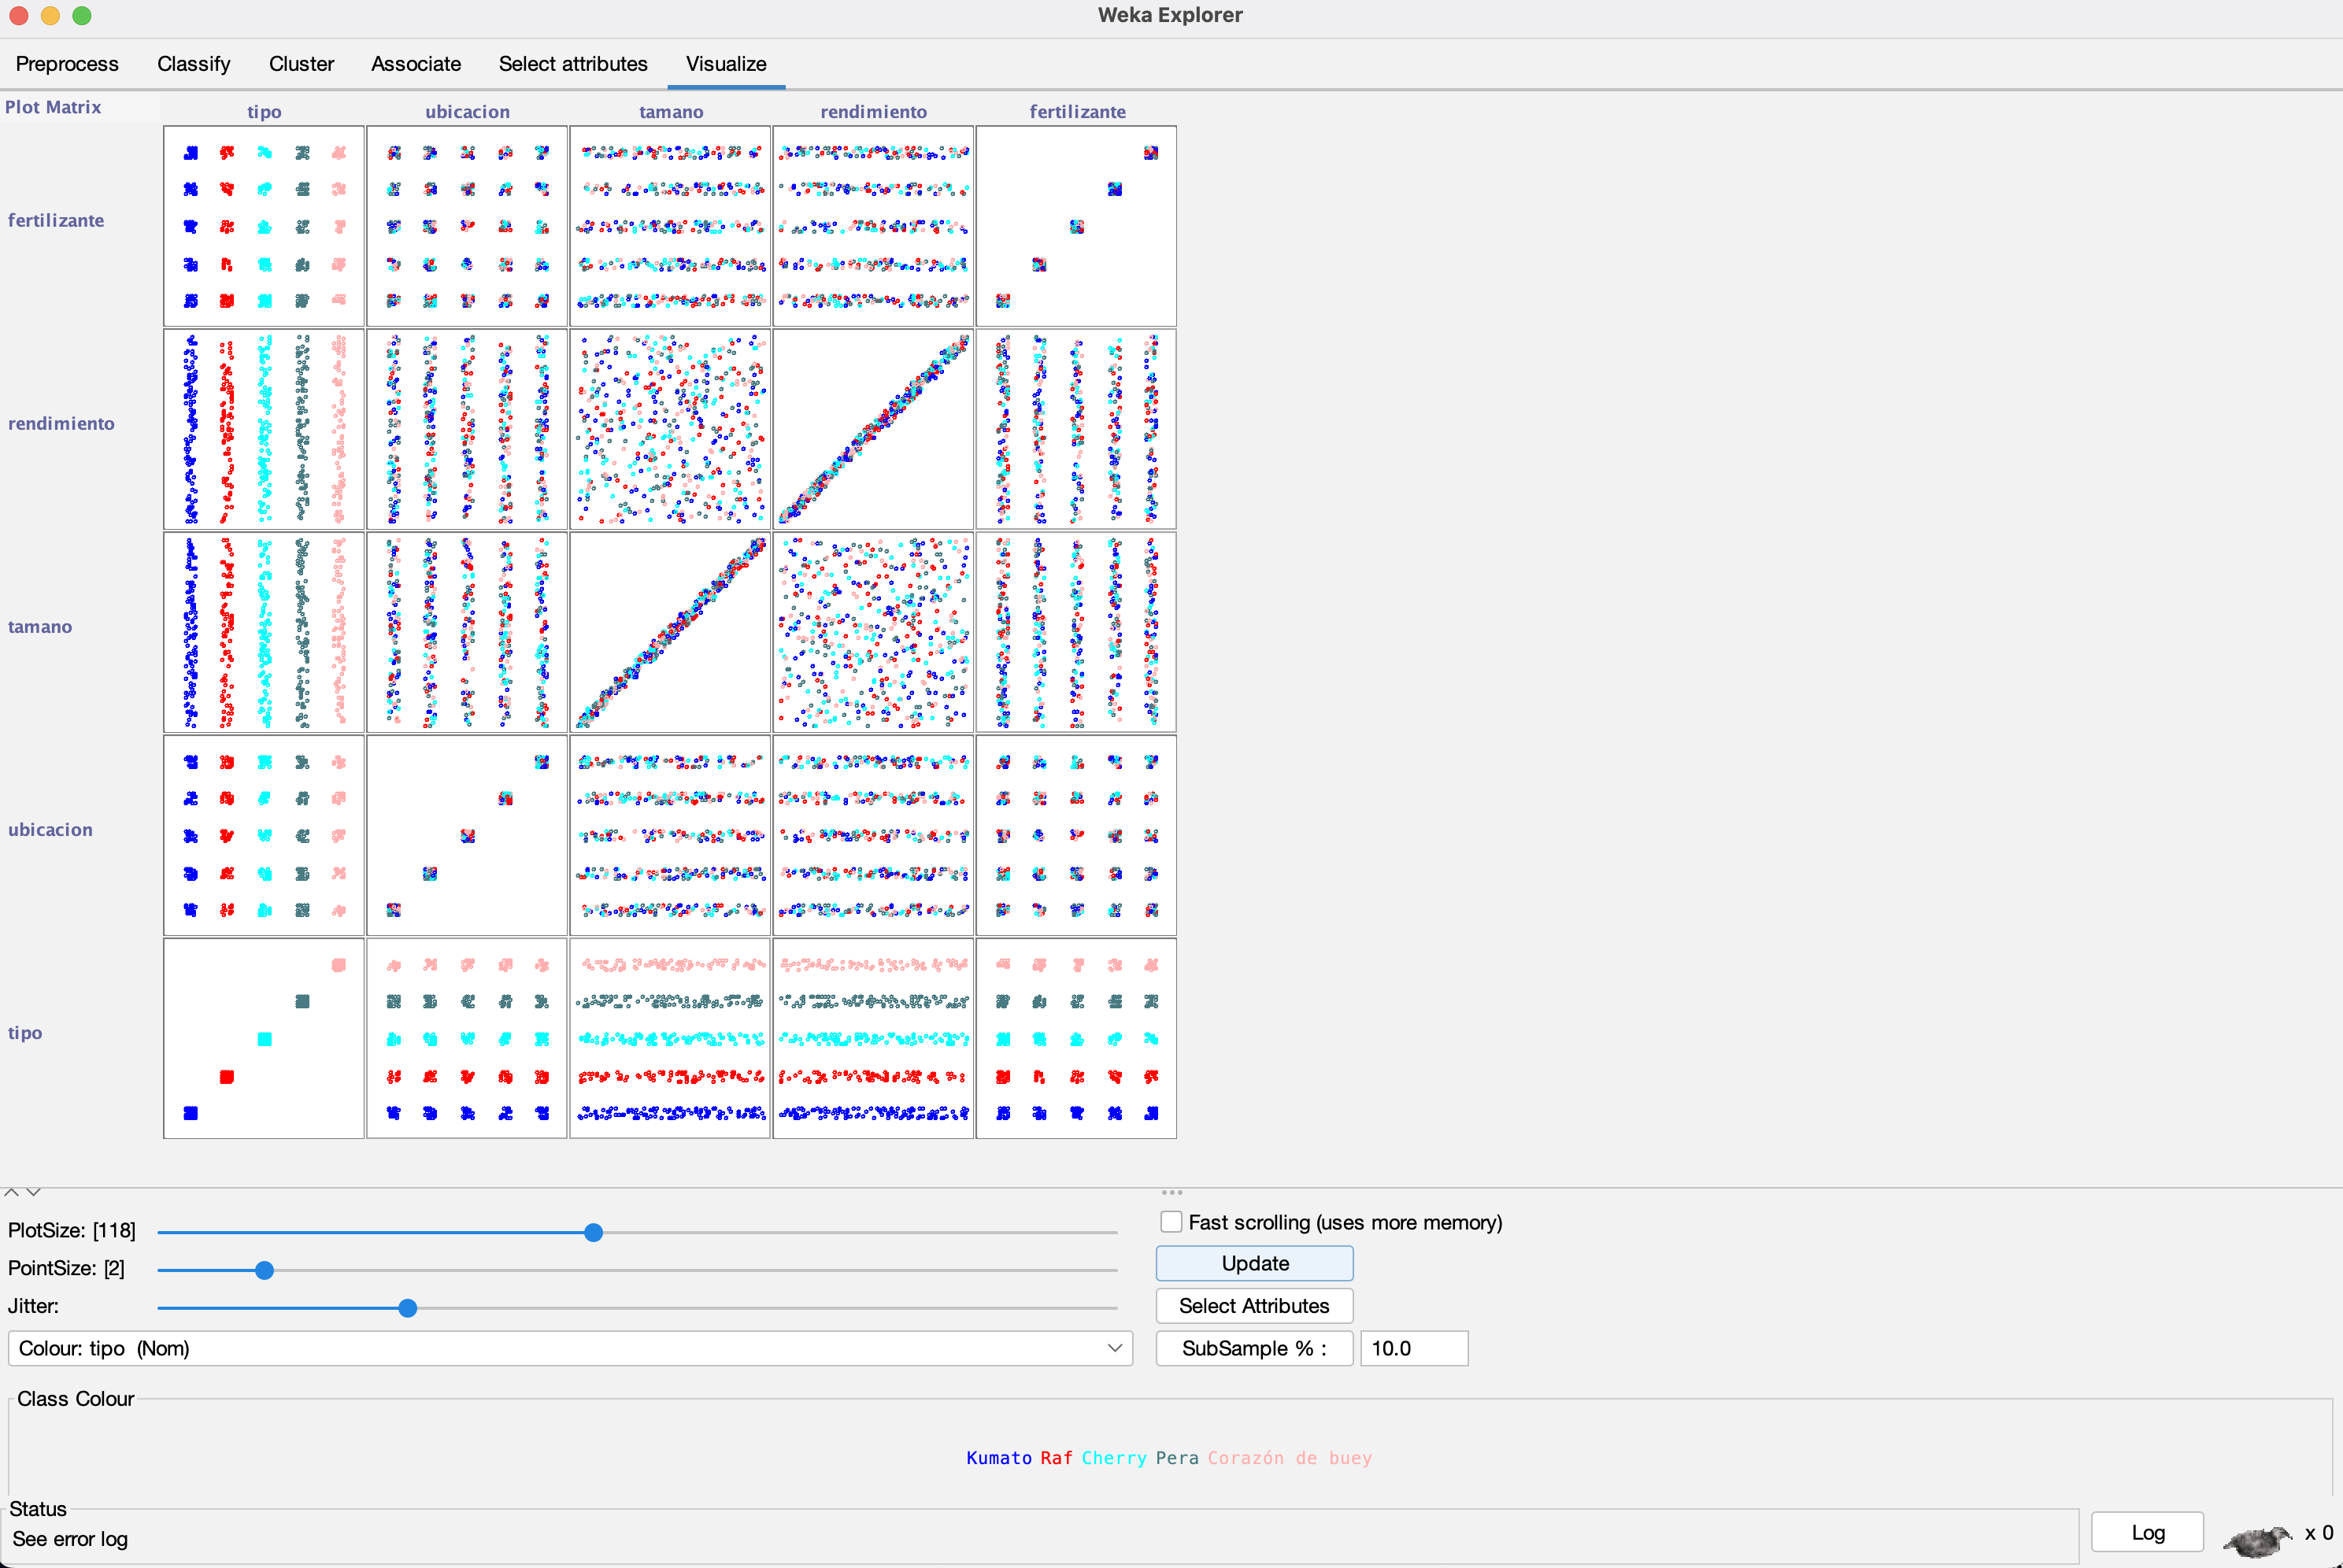 Weka Explorer
Preprocess Classify Cluster Associate Select attributes Visualize
Plot Matrix
tipo ubicacion tamano rendimiento fertilizante
fertilizante
rendimiento
tamano
ubicacion
tipo
PlotSize: [118]
Fast scrolling (uses more memory)
Update
PointSize: [2]
Jitter:
Select Attributes
Colour: tipo (Nom)
SubSample % : 10.0
Class Colour
Kumato Raf Cherry Pera Corazón de buey
Status
See error log
Log
x 0